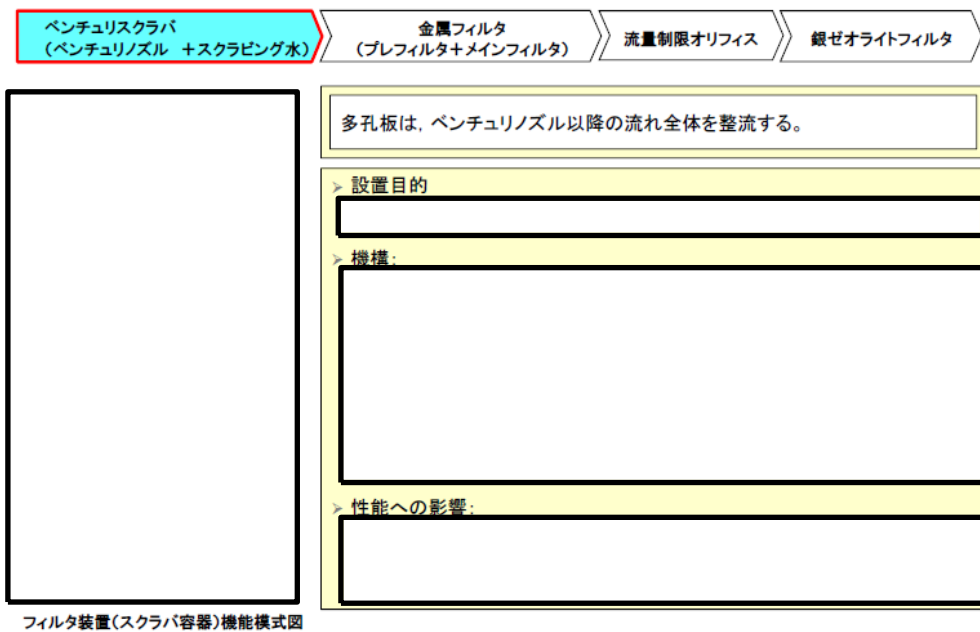 ベンチュリスクラバ
（ベンチュリノズル　＋スクラビング水）
金属フィルタ
（プレフィルタ＋メインフィルタ）
流量制限オリフィス
銀ゼオライトフィルタ
多孔板は，ベンチュリノズル以降の流れ全体を整流する。
➢ 設置目的
➢ 機構：
➢ 性能への影響：
フィルタ装置（スクラバ容器）機能模式図